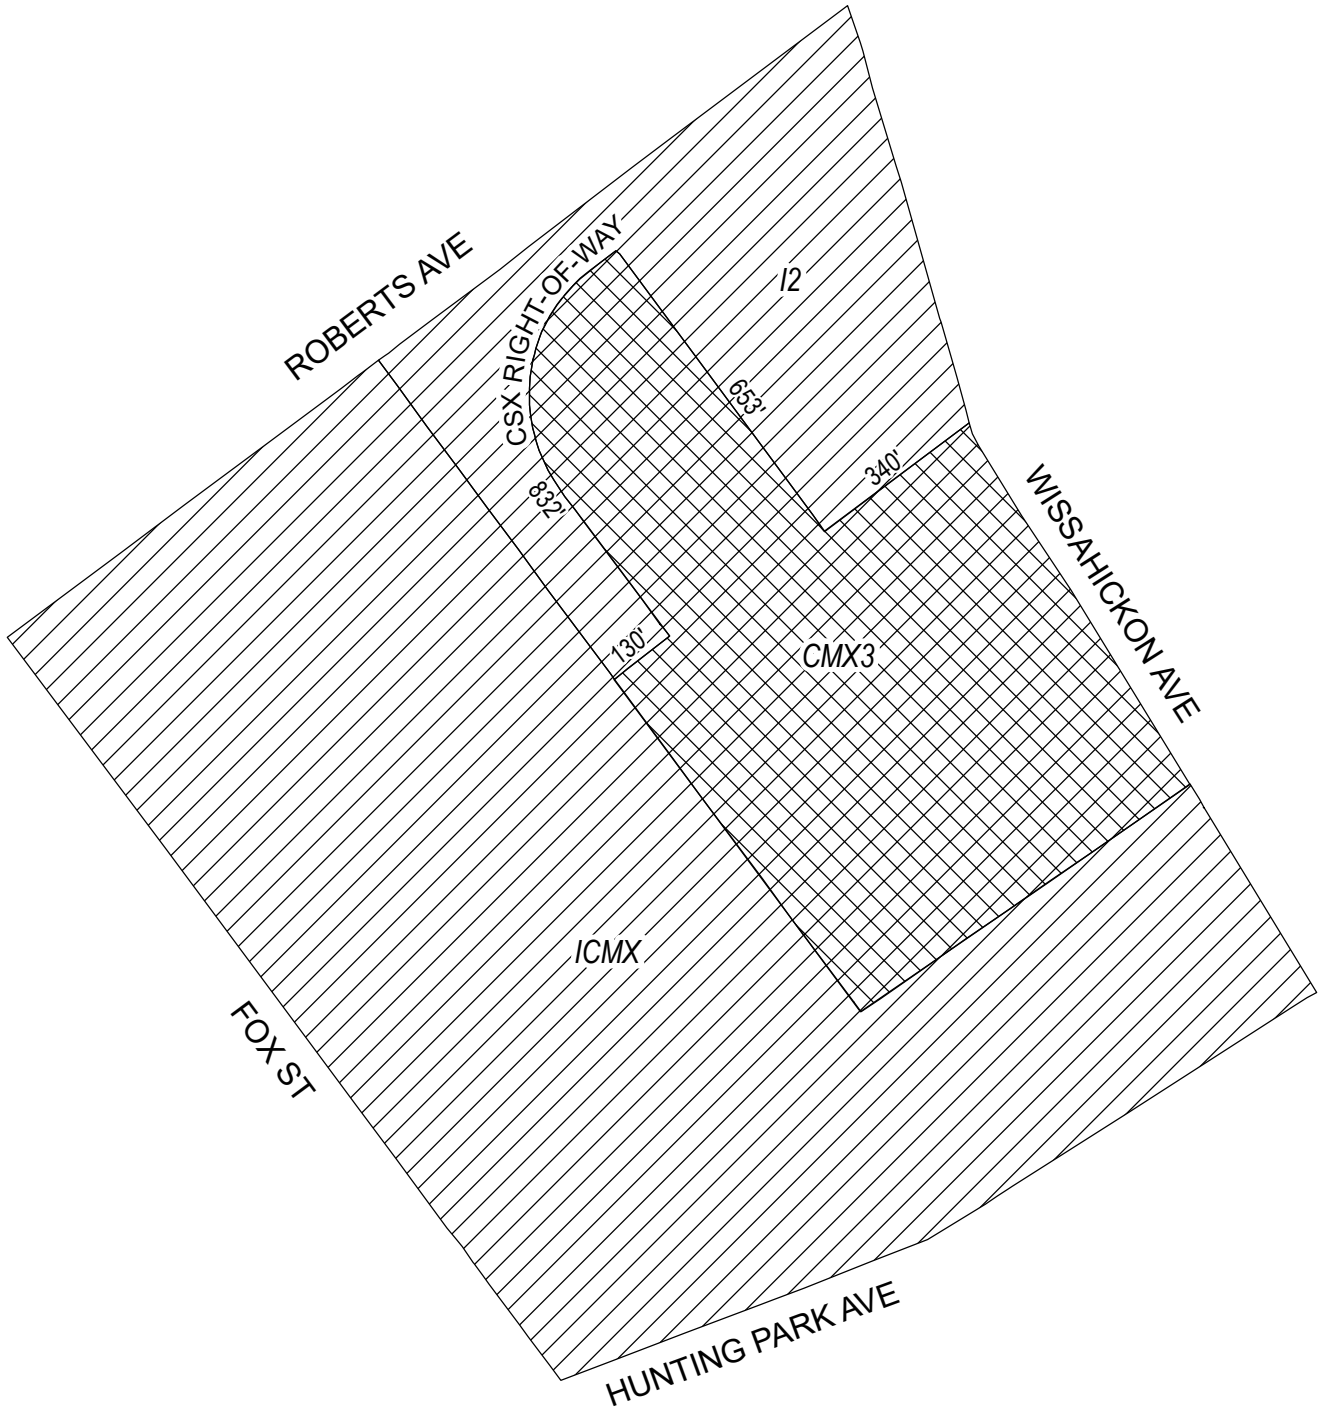 ROBERTS AVE
CSX RIGHT-OF-WAY
I2
653'
340'
832'
WISSAHICKON AVE
130'
CMX3
ICMX
FOX ST
HUNTING PARK AVE